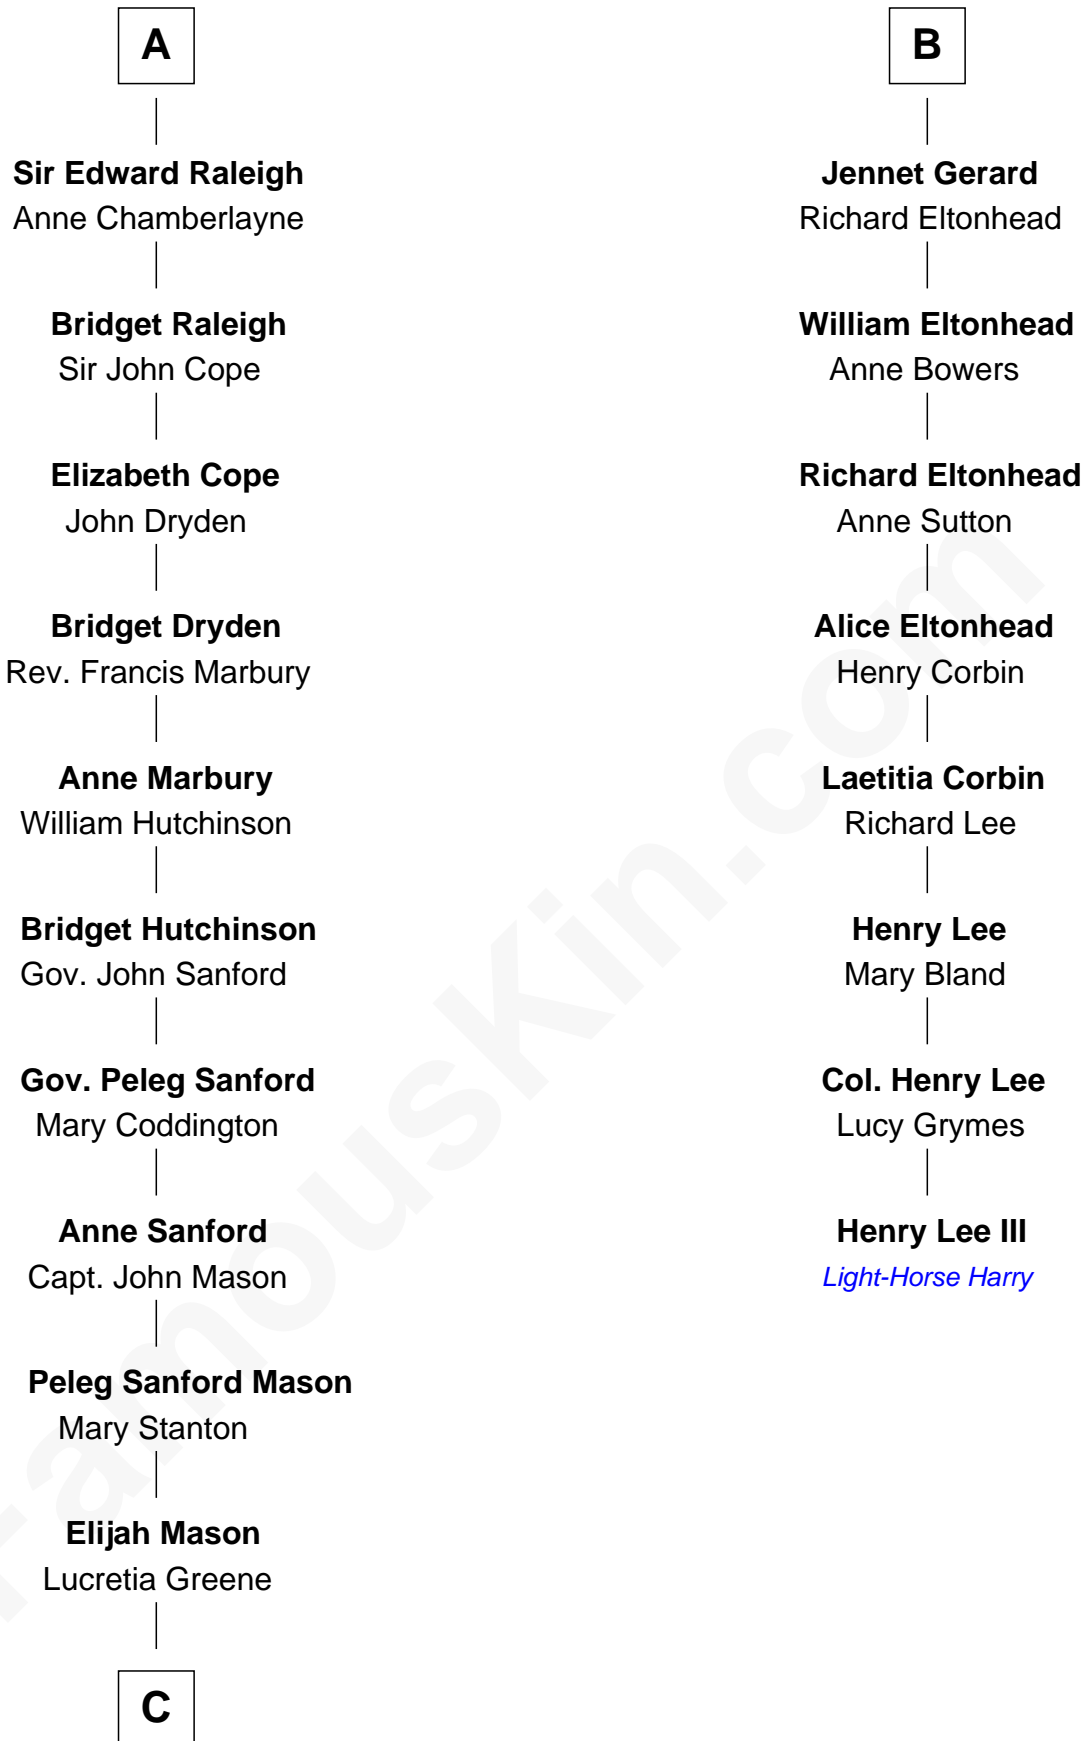 A
Sir Edward Raleigh
Anne Chamberlayne
Bridget Raleigh
Sir John Cope
Elizabeth Cope
John Dryden
Bridget Dryden
Rev. Francis Marbury
Anne Marbury
William Hutchinson
Bridget Hutchinson
Gov. John Sanford
Gov. Peleg Sanford
Mary Coddington
Anne Sanford
Capt. John Mason
Peleg Sanford Mason
Mary Stanton
Elijah Mason
Lucretia Greene
C
B
Jennet Gerard
Richard Eltonhead
William Eltonhead
Anne Bowers
Richard Eltonhead
Anne Sutton
Alice Eltonhead
Henry Corbin
Laetitia Corbin
Richard Lee
Henry Lee
Mary Bland
Col. Henry Lee
Lucy Grymes
Henry Lee III
Light-Horse Harry
FamousKin.com